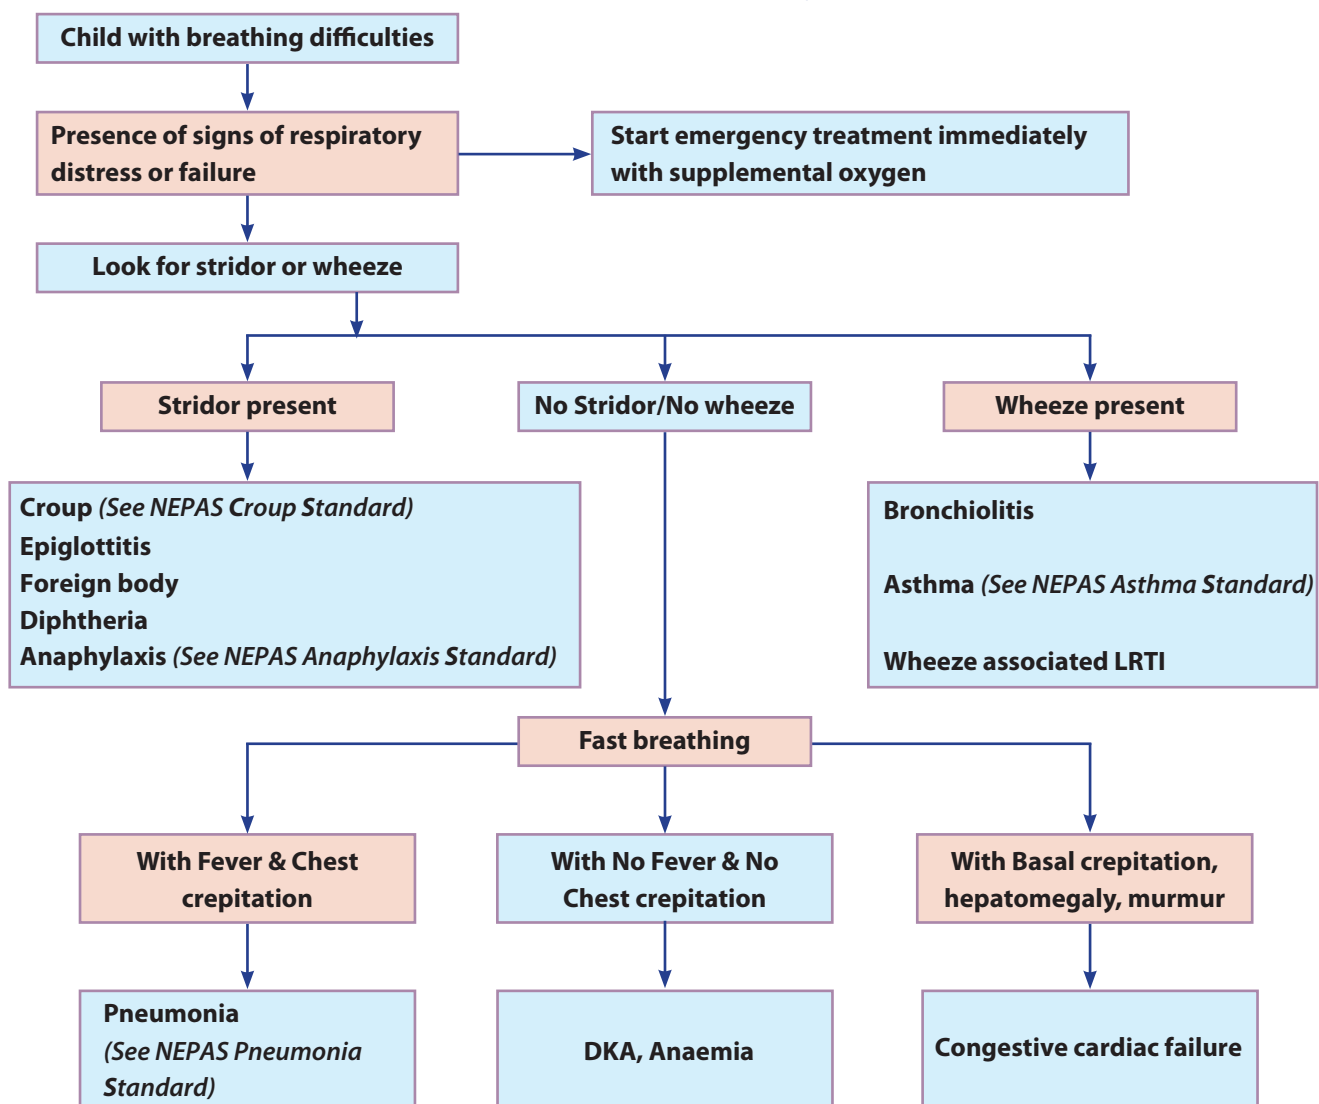 Child with breathing difficulties
Presence of signs of respiratory
distress or failure
Start emergency treatment immediately
with supplemental oxygen
Look for stridor or wheeze
Stridor present
No Stridor/No wheeze
Wheeze present
Croup (See NEPAS Croup Standard)
Epiglottitis
Foreign body
Diphtheria
Anaphylaxis (See NEPAS Anaphylaxis Standard)
Bronchiolitis
Asthma (See NEPAS Asthma Standard)
Wheeze associated LRTI
Fast breathing
With Fever & Chest
crepitation
With No Fever & No
Chest crepitation
With Basal crepitation,
hepatomegaly, murmur
Pneumonia
(See NEPAS Pneumonia
Standard)
DKA, Anaemia
Congestive cardiac failure